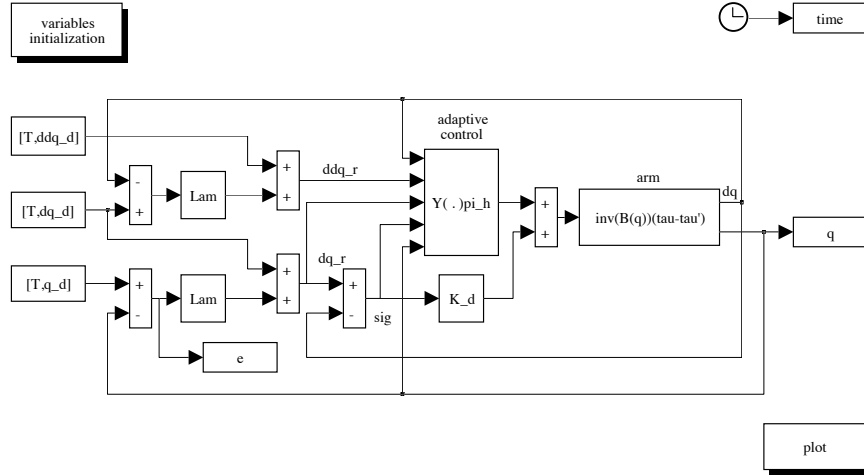 variables
initialization
time
[T,ddq_d]
adaptive
control
+
+
ddq_r
-
+
Lam
Y( . )pi_h
arm
dq
[T,dq_d]
+
+
inv(B(q))(tau-tau')
q
dq_r
+
+
[T,q_d]
+
-
Lam
+
-
K_d
sig
e
plot